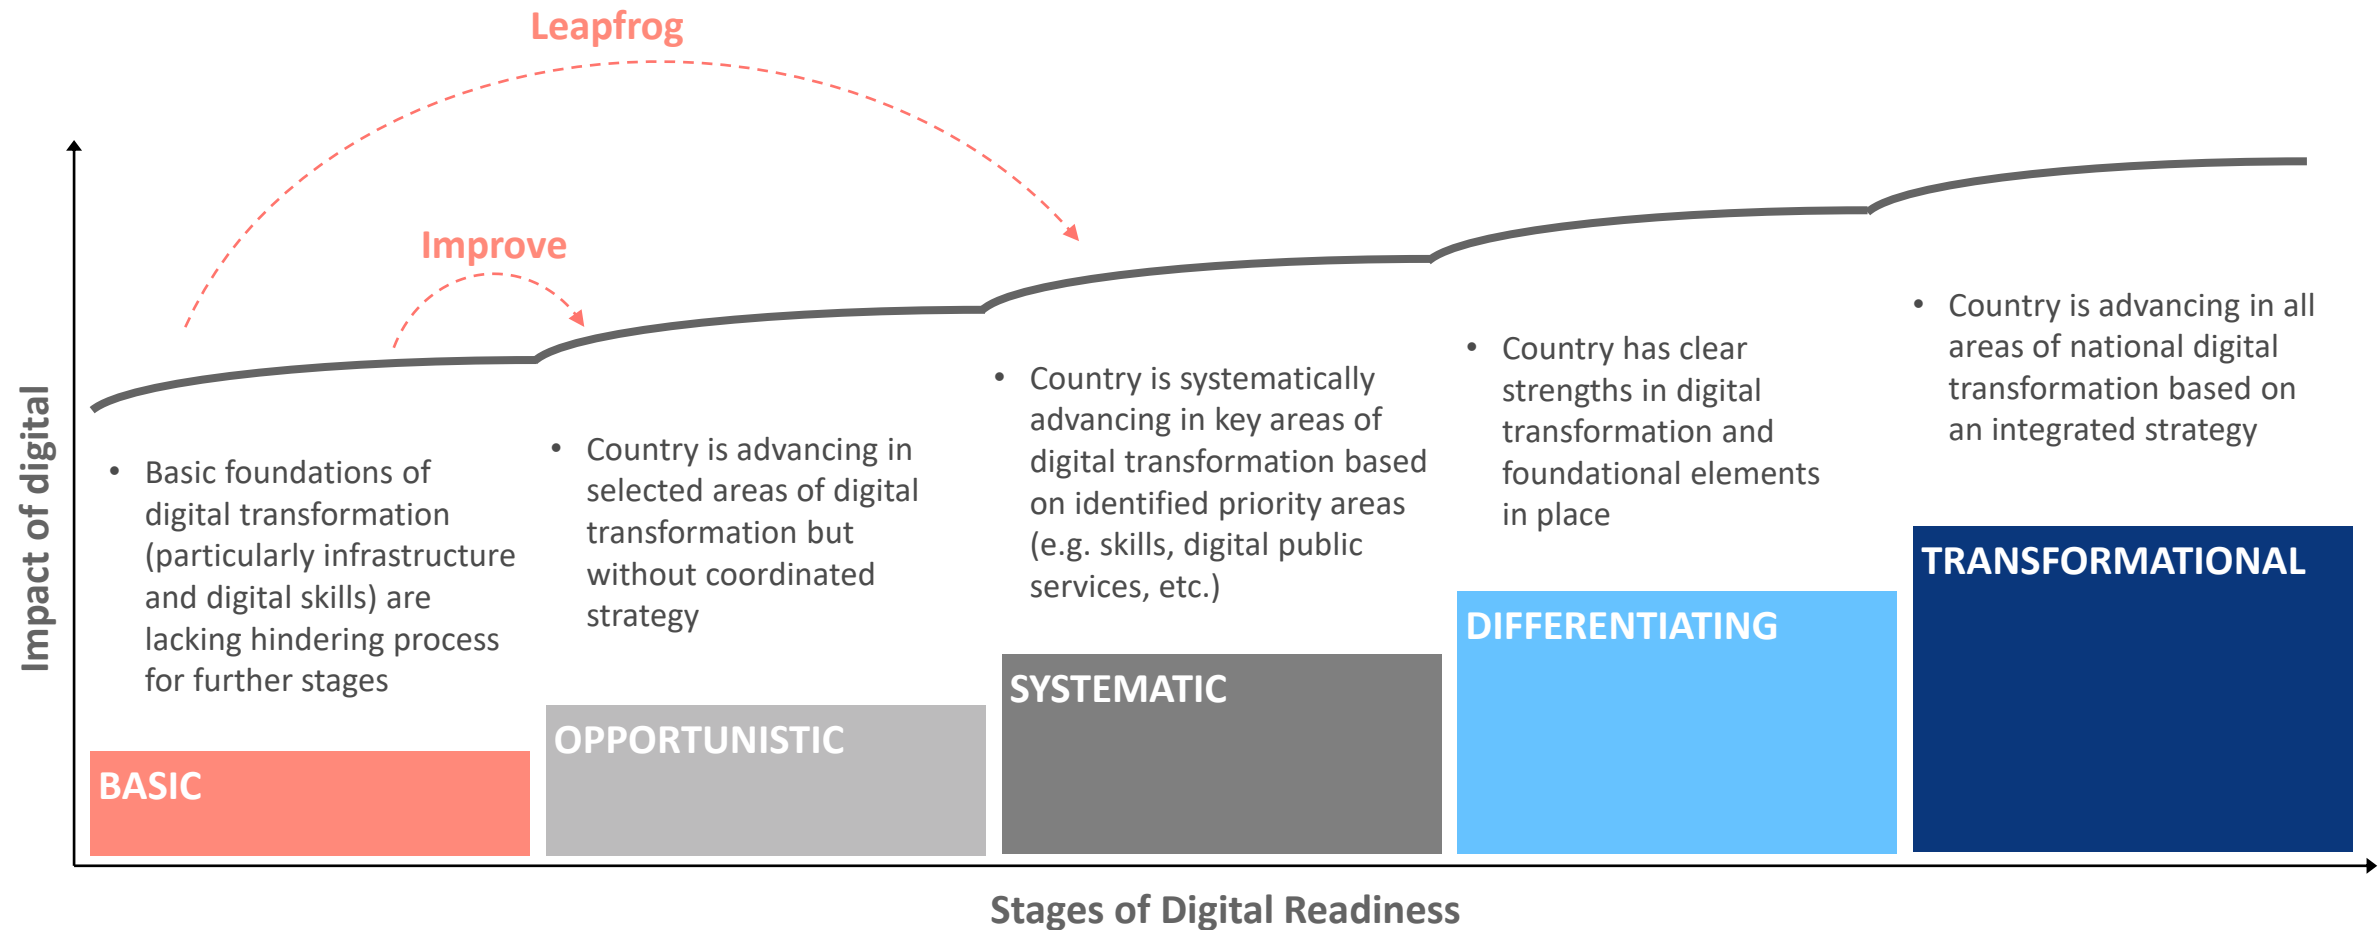 Leapfrog
Improve
Impact of digital
• Basic foundations of
digital transformation
(particularly infrastructure
and digital skills) are
lacking hindering process
for further stages
BASIC
• Country is advancing in
selected areas of digital
transformation but
without coordinated
strategy
OPPORTUNISTIC
• Country is systematically
advancing in key areas of
digital transformation based
on identified priority areas
(e.g. skills, digital public
services, etc.)
SYSTEMATIC
• Country has clear
strengths in digital
transformation and
foundational elements
in place
DIFFERENTIATING
• Country is advancing in all
areas of national digital
transformation based on
an integrated strategy
TRANSFORMATIONAL
Stages of Digital Readiness